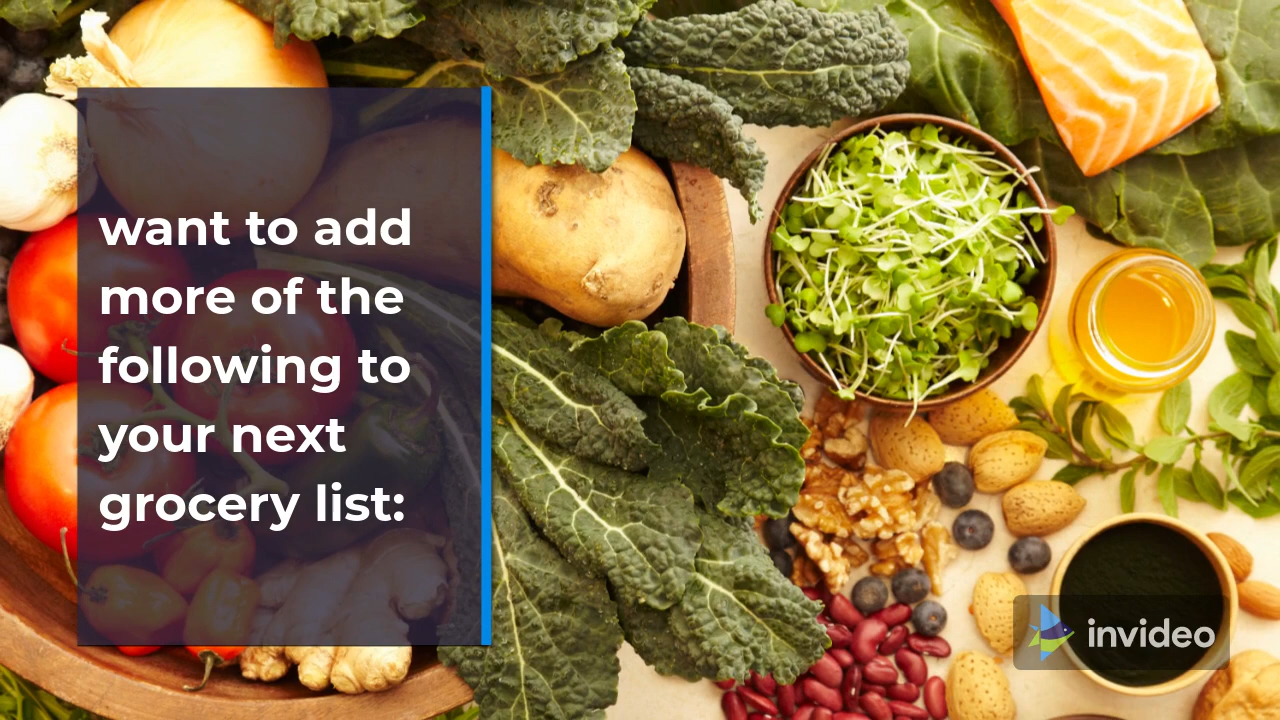 want to add
more of the
following to
your next
grocery list:
invideo